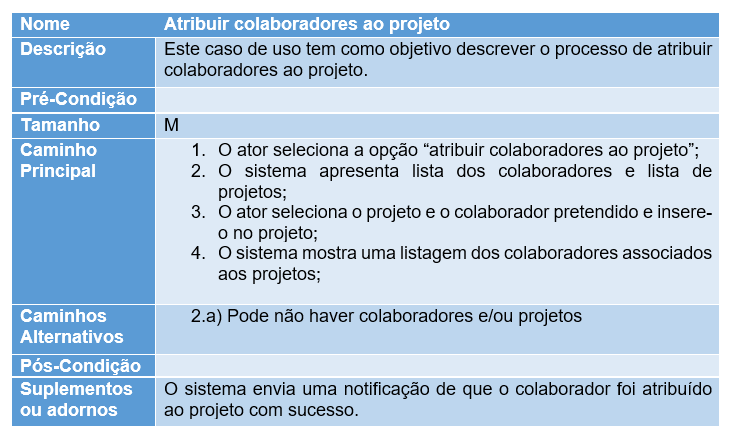 Nome Atribuir colaboradores ao projeto
Descrição Este caso de uso tem como objetivo descrever o processo de atribuir
colaboradores ao projeto.
Pré-Condição
Tamanho M
Caminho
Principal
1. O ator seleciona a opção “atribuir colaboradores ao projeto”;
2. O sistema apresenta lista dos colaboradores e lista de
projetos;
3. O ator seleciona o projeto e o colaborador pretendido e insere-
o no projeto;
4. O sistema mostra uma listagem dos colaboradores associados
aos projetos;
Caminhos
Alternativos
2.a) Pode não haver colaboradores e/ou projetos
Pós-Condição
Suplementos
ou adornos
O sistema envia uma notificação de que o colaborador foi atribuído
ao projeto com sucesso.